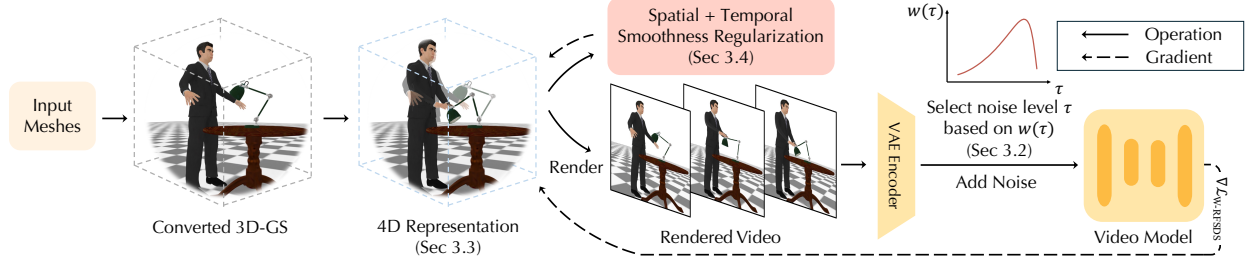 Input
Meshes
Converted 3D-GS
4D Representation
(Sec 3.3)
Spatial + Temporal
Smoothness Regularization
(Sec 3.4)
Render
Rendered Video
VAE Encoder
w(τ)
τ
Select noise level τ
based on w(τ)
(Sec 3.2)
Add Noise
Operation
Gradient
Video Model
∇ℒ_W-RFSDS